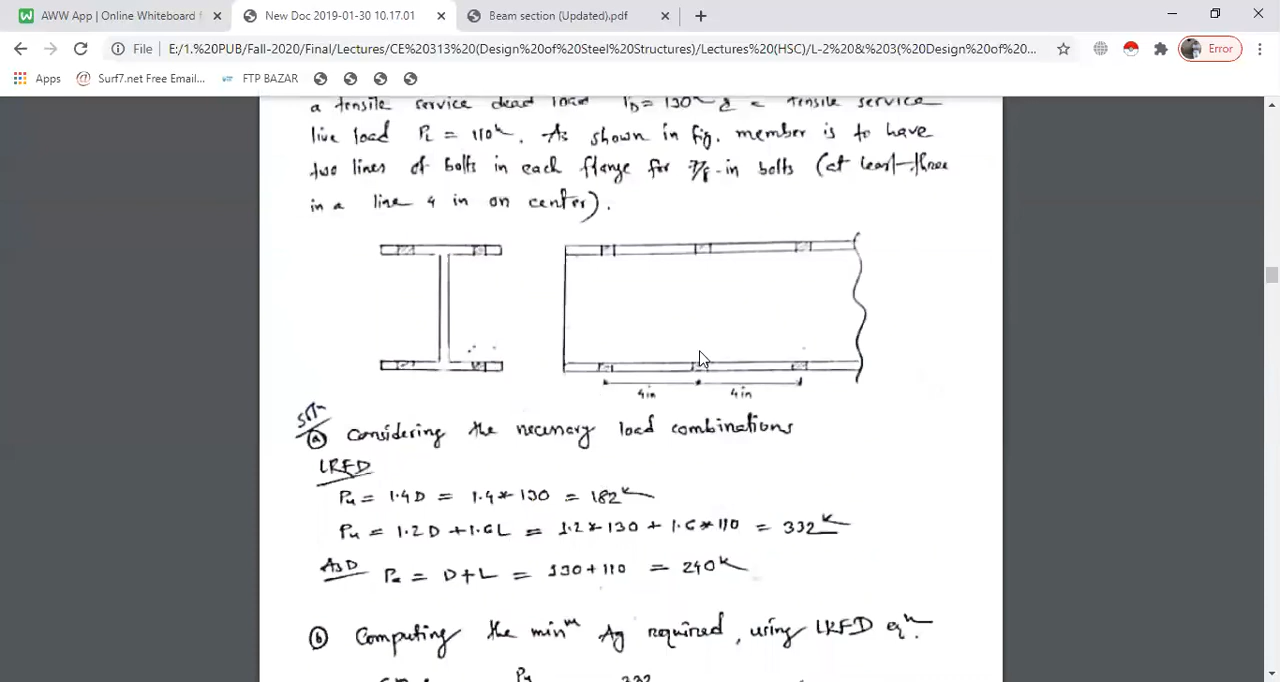 AWW App | Online Whiteboard f
New Doc 2019-01-30 10.17.01
Beam section (Updated).pdf
File
E:/1.%20PUB/Fall-2020/Final/Lectures/CE%20313%20(Design%20of%20Steel%20Structures)/Lectures%20(HSC)/L-2%20&%203(%20Design%20of%20...
Error
Apps
Surf7.net Free Email...
FTP BAZAR
a tensile service dead load PD = 130k & a tensile service
live load PL = 110k. As shown in fig. member is to have
two lines of bolts in each flange for 7/8-in bolts (at least three
in a line 4 in on center).
4in 4in
Soln
(a) Considering the necessary load combinations
LRFD
Pu = 1.4D = 1.4*130 = 182k
Pu = 1.2D + 1.6L = 1.2*130 + 1.6*110 = 332k
ASD Pa = D+L = 130+110 = 240k
(b) Computing the minm Ag required, using LRFD eqn.
Pu 332